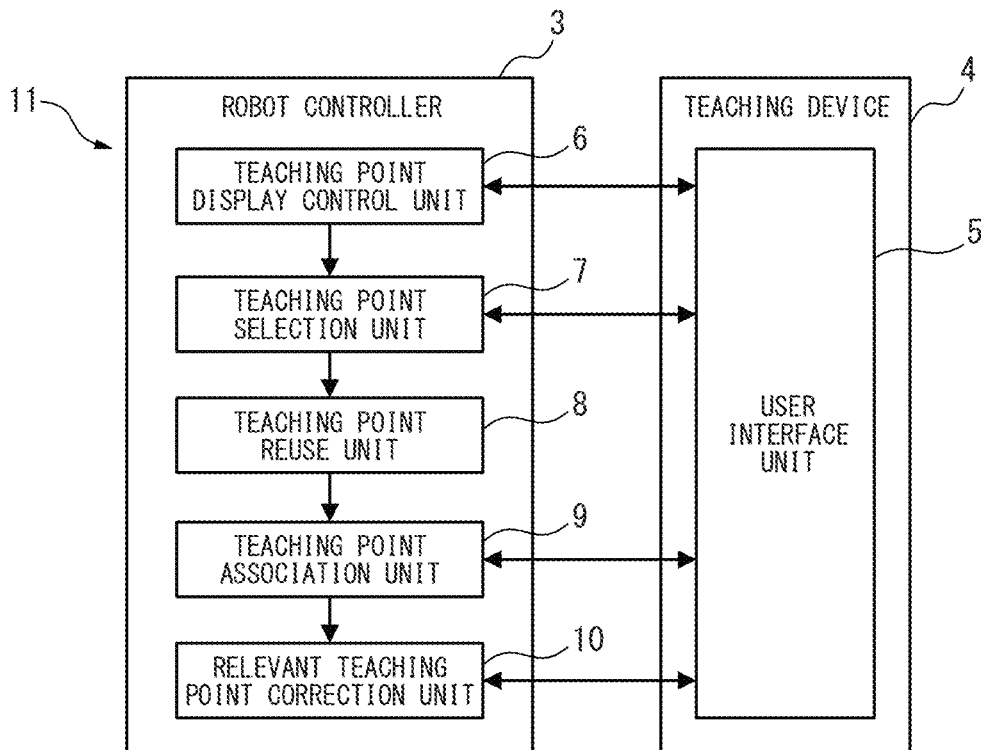 3
4
11
ROBOT CONTROLLER
TEACHING DEVICE
6
TEACHING POINT
DISPLAY CONTROL UNIT
5
7
TEACHING POINT
SELECTION UNIT
8
TEACHING POINT
REUSE UNIT
USER
INTERFACE
UNIT
9
TEACHING POINT
ASSOCIATION UNIT
10
RELEVANT TEACHING
POINT CORRECTION UNIT